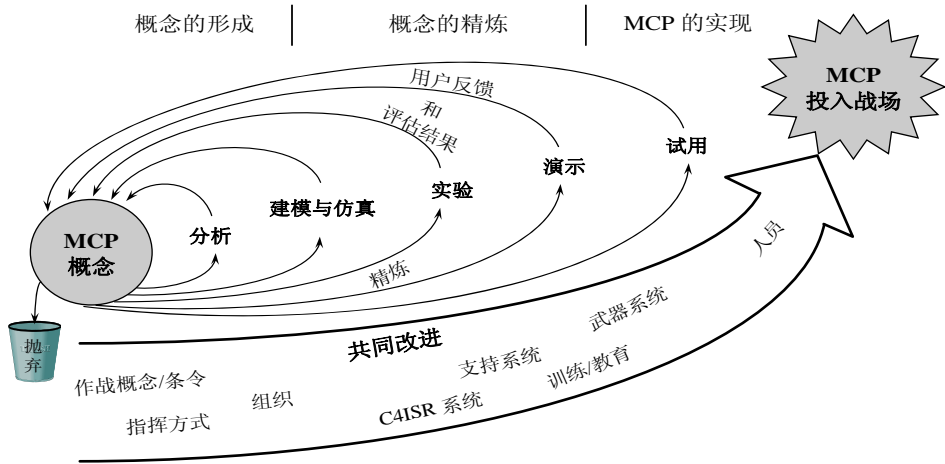 概念的形成
概念的精炼
MCP 的实现
MCP
投入战场
用户反馈
和
评估结果
试用
演示
实验
建模与仿真
分析
MCP
概念
精炼
人员
抛
弃
共同改进
武器系统
支持系统
作战概念/条令
组织
训练/教育
指挥方式
C4ISR 系统